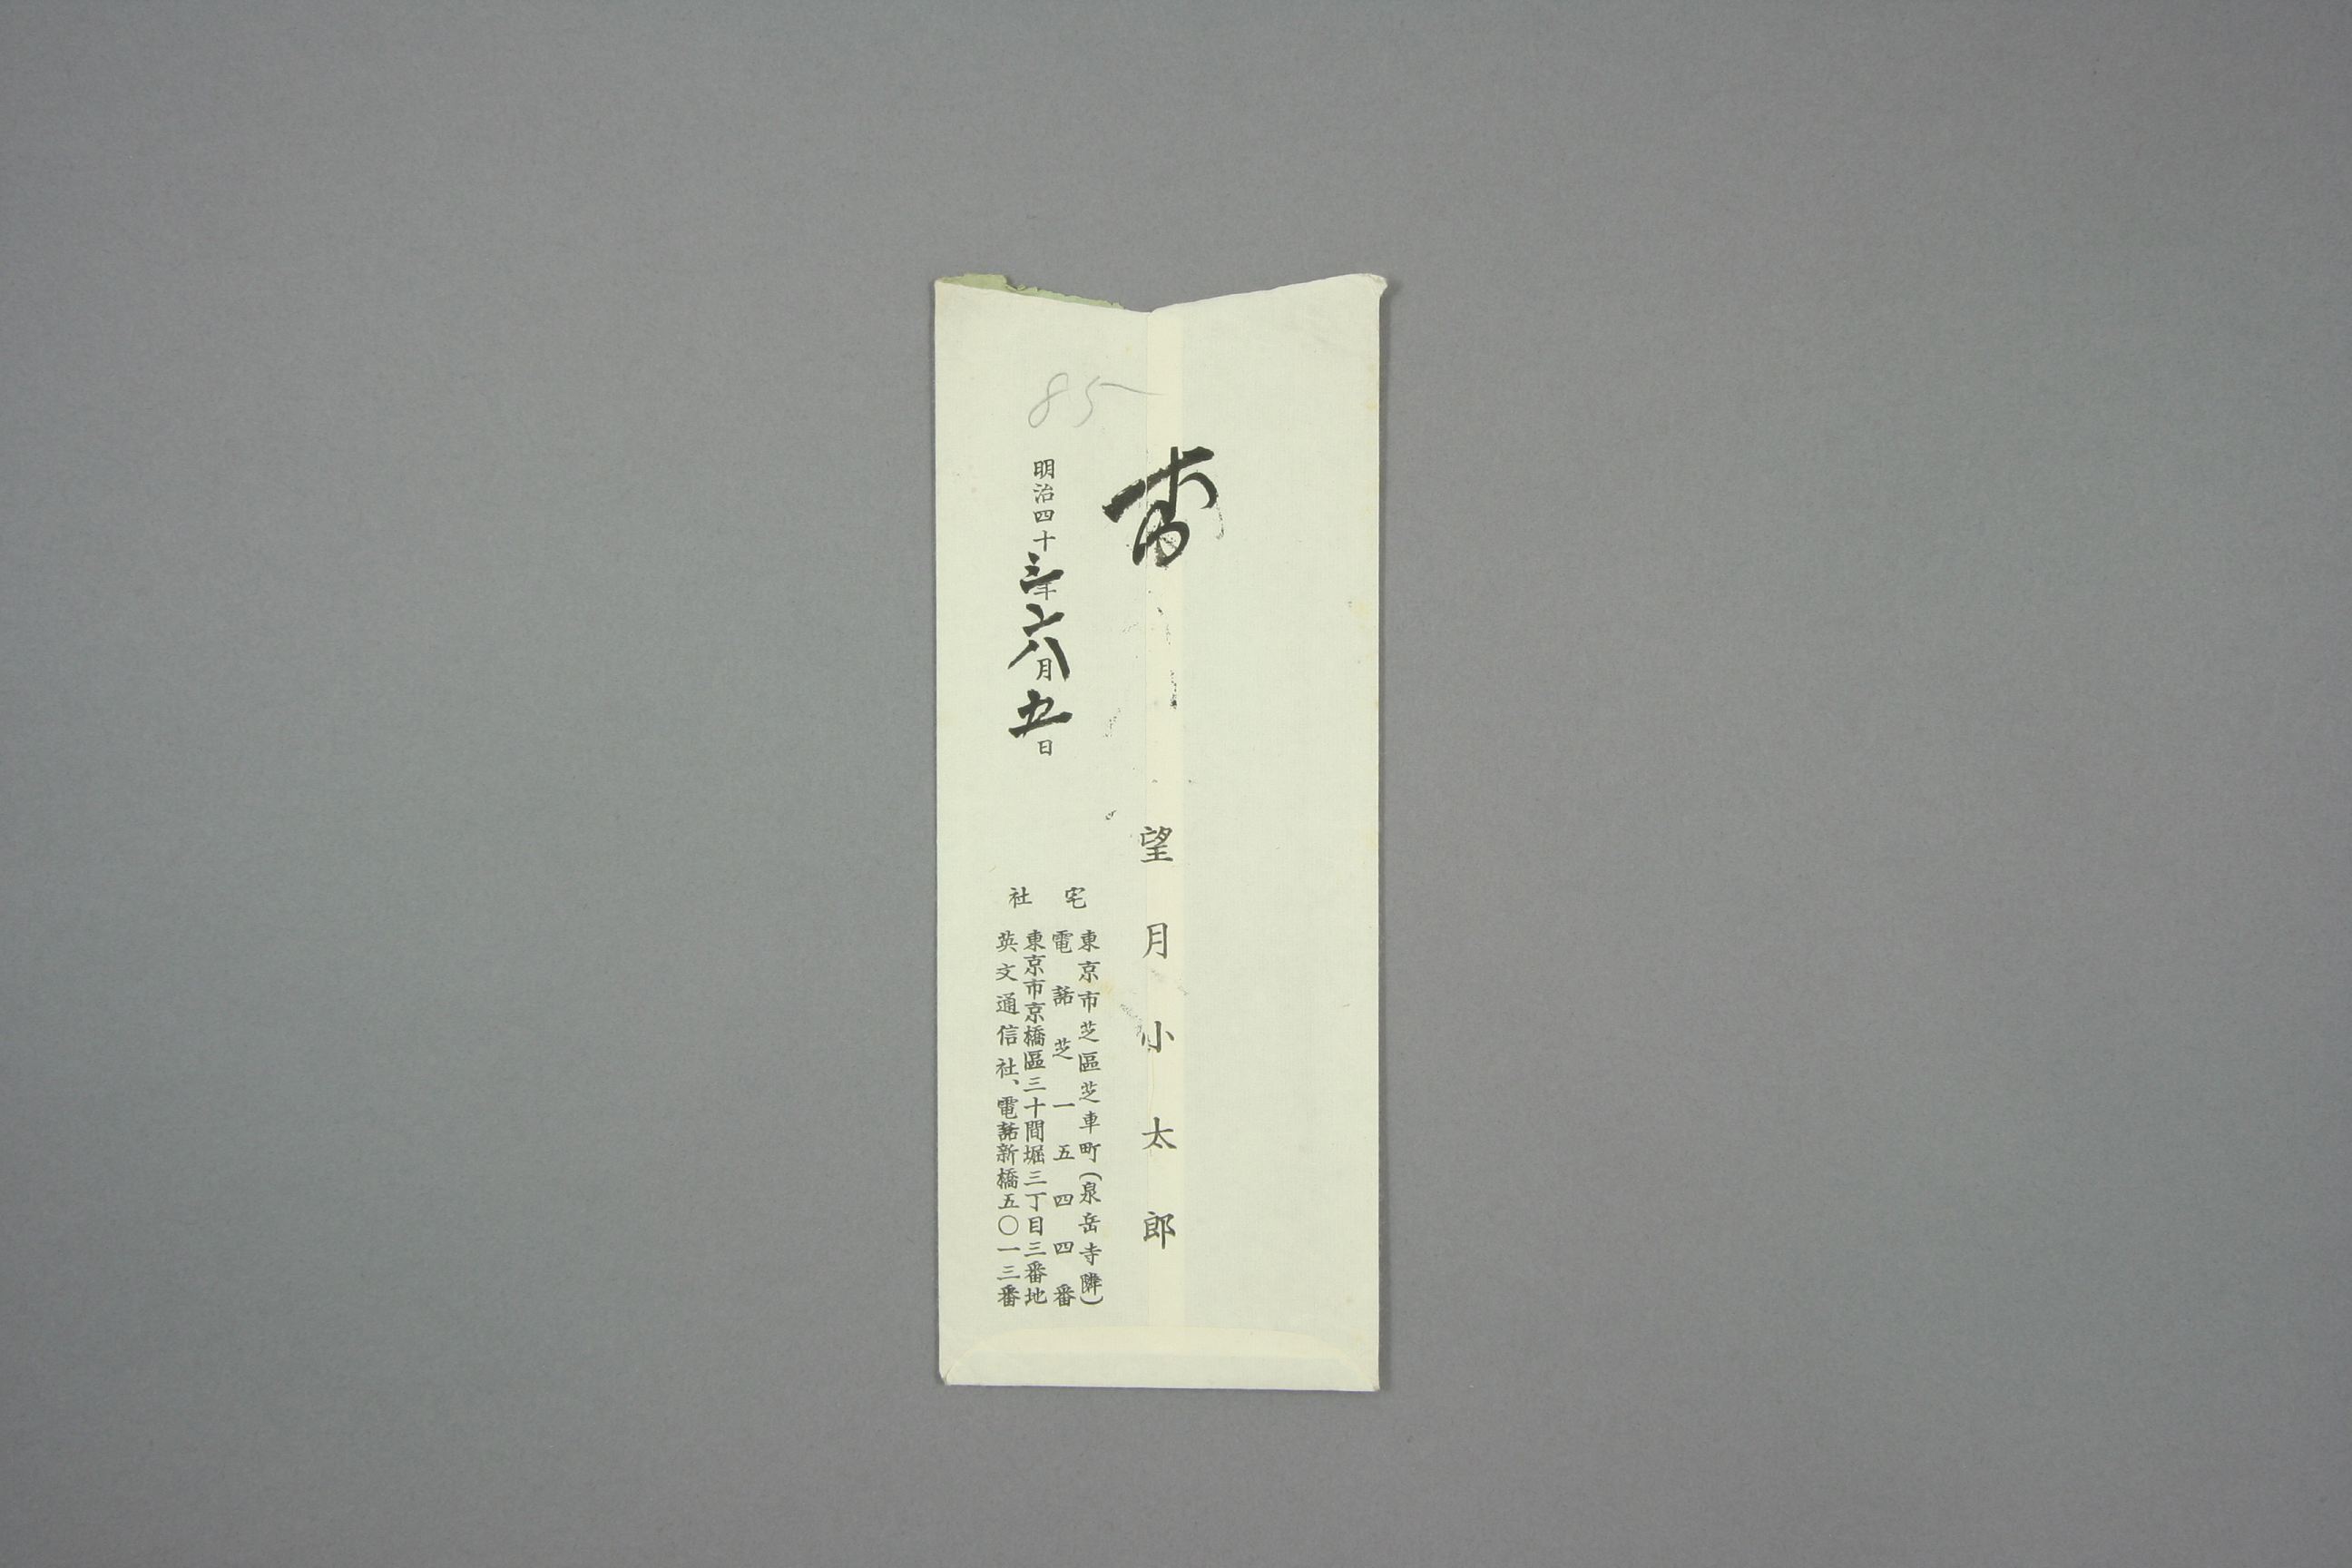 望月小太郎
85
明治四十三年六月五日
宅
東京市芝區芝車町(泉岳寺隣)
電話芝一五四四番
社
東京市京橋區三十間堀三丁目三番地
英文通信社、電話新橋五〇一三番